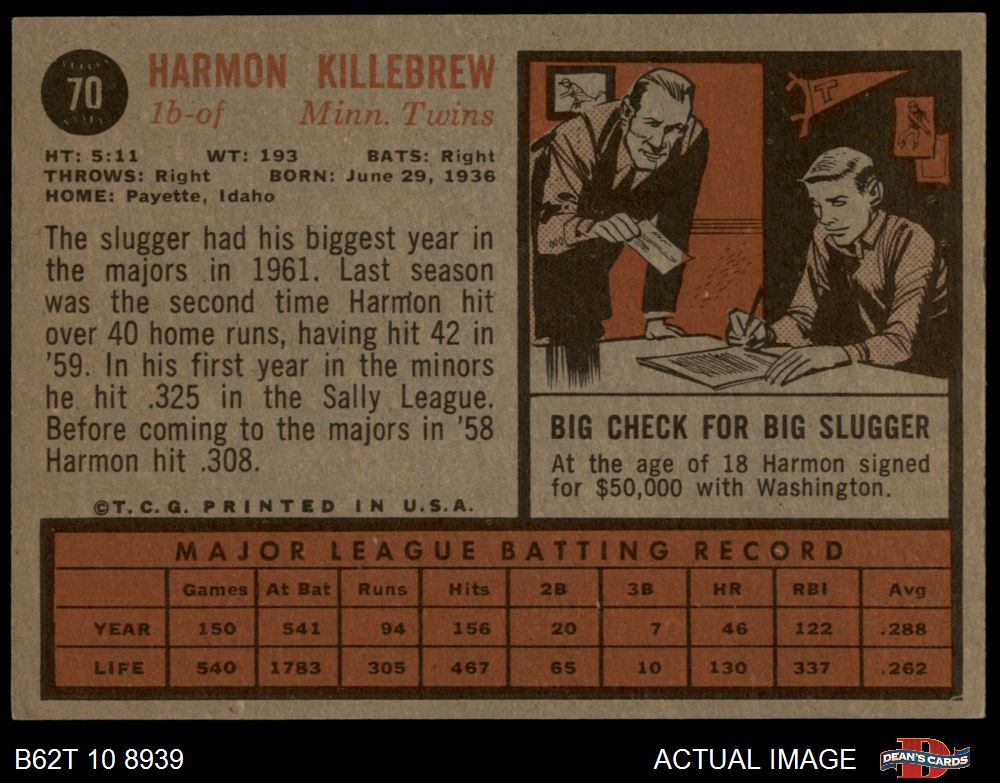 70
HARMON KILLEBREW
1b-of Minn. Twins
HT: 5:11 WT: 193 BATS: Right
THROWS: Right BORN: June 29, 1936
HOME: Payette, Idaho
The slugger had his biggest year in
the majors in 1961. Last season
was the second time Harmon hit
over 40 home runs, having hit 42 in
'59. In his first year in the minors
he hit .325 in the Sally League.
Before coming to the majors in '58
Harmon hit .308.
©T.C.G. PRINTED IN U.S.A.
T
BIG CHECK FOR BIG SLUGGER
At the age of 18 Harmon signed
for $50,000 with Washington.
MAJOR LEAGUE BATTING RECORD
Games At Bat Runs Hits 2B 3B HR RBI Avg
YEAR 150 541 94 156 20 7 46 122 .288
LIFE 540 1783 305 467 65 10 130 337 .262
B62T 10 8939
ACTUAL IMAGE
D
DEAN'S CARDS